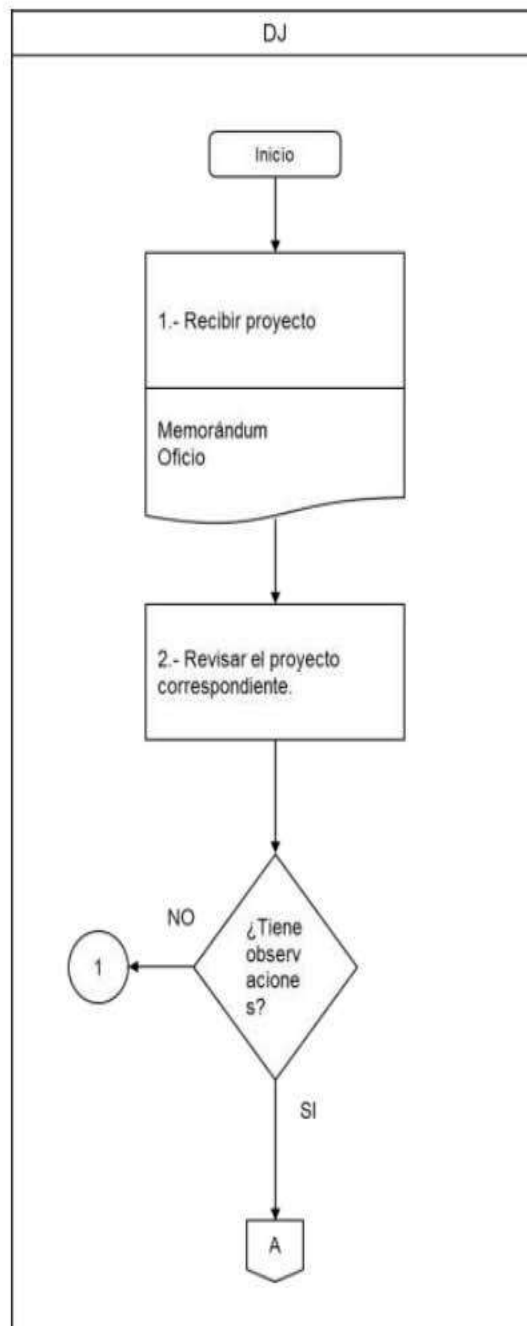 DJ
Inicio
1.- Recibir proyecto
Memorándum
Oficio
2.- Revisar el proyecto
correspondiente.
NO
¿Tiene
observ
acione
s?
1
SI
A